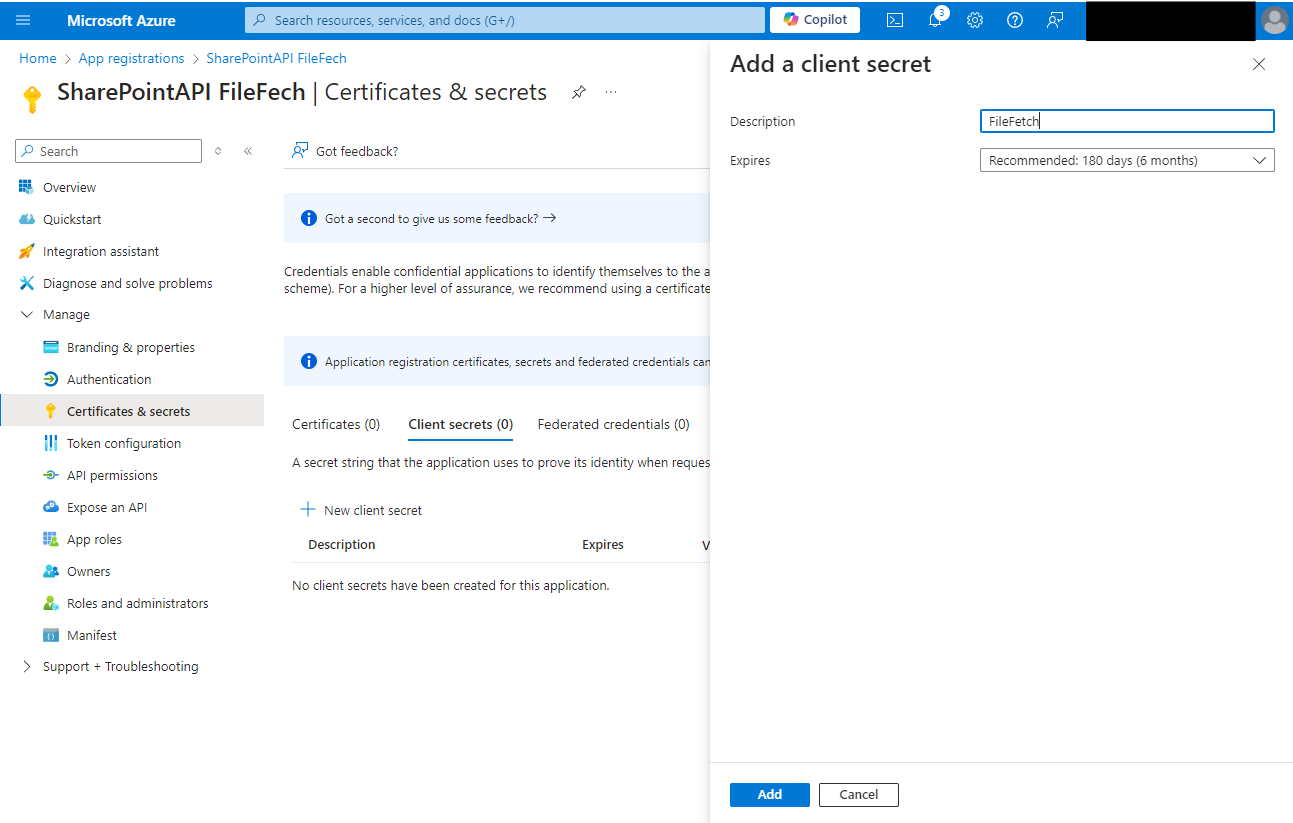 Microsoft Azure
Search resources, services, and docs (G+/)
Copilot
3
Home > App registrations > SharePointAPI FileFech
SharePointAPI FileFech | Certificates & secrets
Search
Got feedback?
Overview
Quickstart
Integration assistant
Diagnose and solve problems
Manage
Branding & properties
Authentication
Certificates & secrets
Token configuration
API permissions
Expose an API
App roles
Owners
Roles and administrators
Manifest
Support + Troubleshooting
Got a second to give us some feedback? →
Credentials enable confidential applications to identify themselves to the a
scheme). For a higher level of assurance, we recommend using a certificate
Application registration certificates, secrets and federated credentials can
Certificates (0) Client secrets (0) Federated credentials (0)
A secret string that the application uses to prove its identity when reques
New client secret
Description Expires V
No client secrets have been created for this application.
Add a client secret
Description FileFetch
Expires Recommended: 180 days (6 months)
Add Cancel